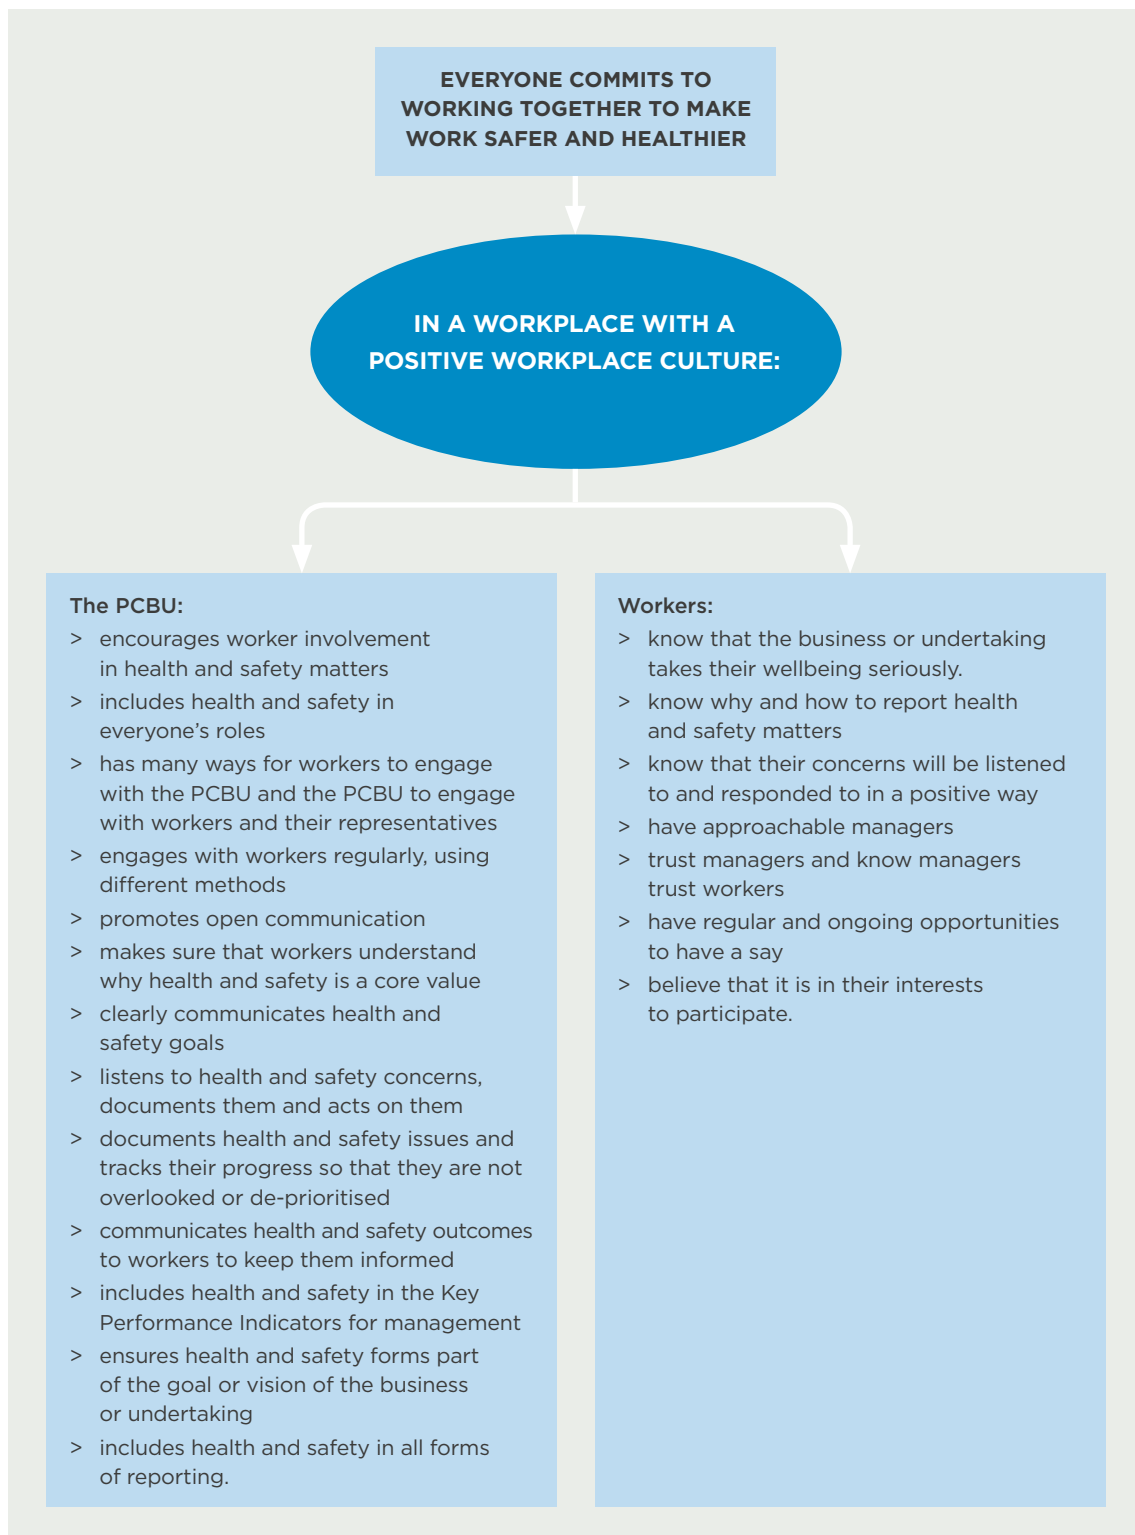 EVERYONE COMMITS TO
WORKING TOGETHER TO MAKE
WORK SAFER AND HEALTHIER
IN A WORKPLACE WITH A
POSITIVE WORKPLACE CULTURE:
The PCBU:
> encourages worker involvement
in health and safety matters
> includes health and safety in
everyone's roles
> has many ways for workers to engage
with the PCBU and the PCBU to engage
with workers and their representatives
> engages with workers regularly, using
different methods
> promotes open communication
> makes sure that workers understand
why health and safety is a core value
> clearly communicates health and
safety goals
> listens to health and safety concerns,
documents them and acts on them
> documents health and safety issues and
tracks their progress so that they are not
overlooked or de-prioritised
> communicates health and safety outcomes
to workers to keep them informed
> includes health and safety in the Key
Performance Indicators for management
> ensures health and safety forms part
of the goal or vision of the business
or undertaking
> includes health and safety in all forms
of reporting.
Workers:
> know that the business or undertaking
takes their wellbeing seriously.
> know why and how to report health
and safety matters
> know that their concerns will be listened
to and responded to in a positive way
> have approachable managers
> trust managers and know managers
trust workers
> have regular and ongoing opportunities
to have a say
> believe that it is in their interests
to participate.